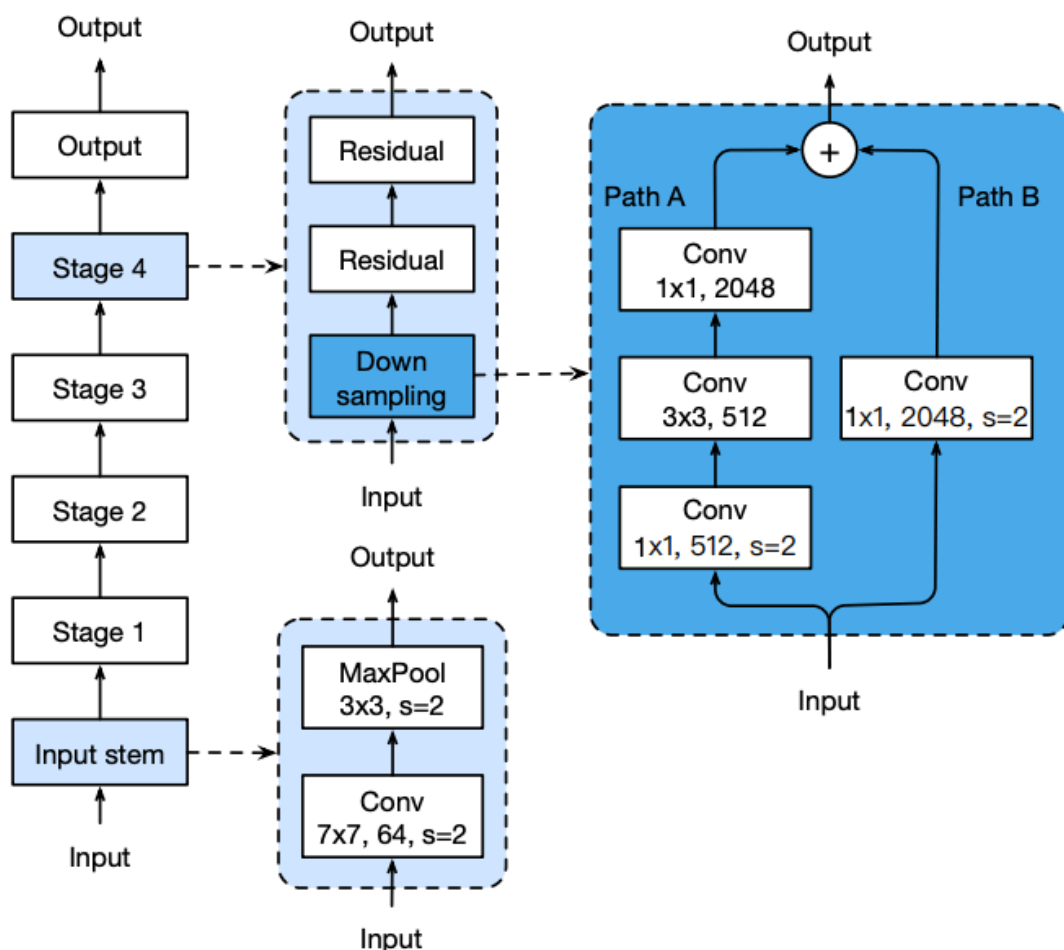 Output
Output
Stage 4
Stage 3
Stage 2
Stage 1
Input stem
Input
Output
Residual
Residual
Down
sampling
Input
Output
MaxPool
3x3, s=2
Conv
7x7, 64, s=2
Input
Output
+
Path A
Path B
Conv
1x1, 2048
Conv
3x3, 512
Conv
1x1, 512, s=2
Conv
1x1, 2048, s=2
Input